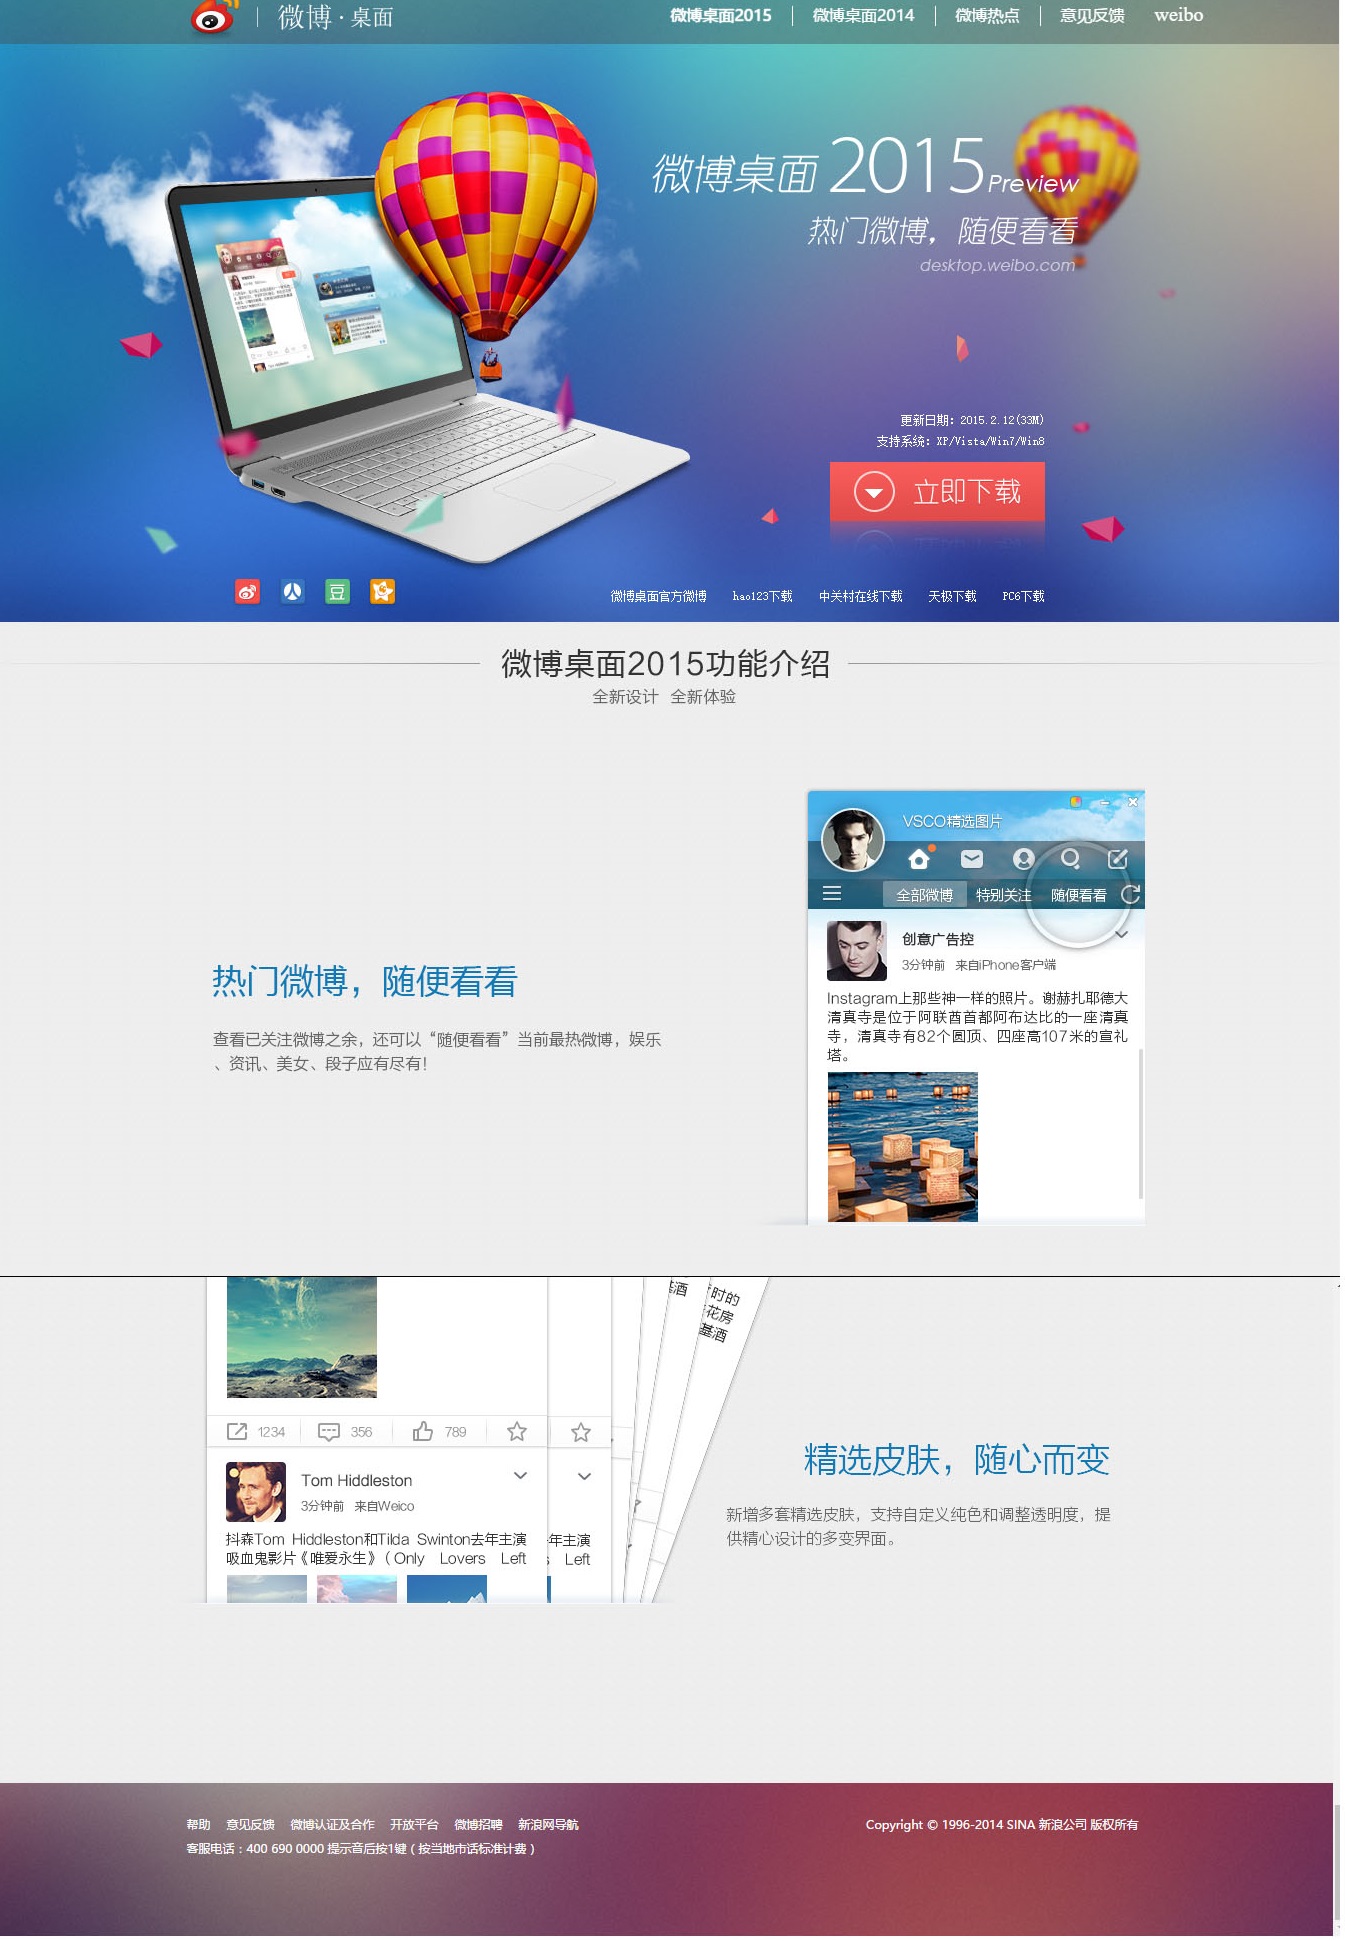 微博·桌面
微博桌面2015
微博桌面2014
微博热点
意见反馈
weibo
微博桌面 2015 Preview
热门微博，随便看看
desktop.weibo.com
更新日期：2015.2.12(33M)
支持系统：XP/Vista/Win7/Win8
立即下载
豆
微博桌面官方微博 hao123下载 中关村在线下载 天极下载 PC6下载
微博桌面2015功能介绍
全新设计 全新体验
VSCO精选图片
全部微博 特别关注 随便看看
创意广告控
3分钟前 来自iPhone客户端
Instagram上那些神一样的照片。谢赫扎耶德大
清真寺是位于阿联酋首都阿布达比的一座清真
寺，清真寺有82个圆顶、四座高107米的宣礼
塔。
热门微博，随便看看
查看已关注微博之余，还可以“随便看看”当前最热微博，娱乐
、资讯、美女、段子应有尽有！
时的
花房
基酒
酒
1234 356 789
Tom Hiddleston
3分钟前 来自Weico
抖森Tom Hiddleston和Tilda Swinton去年主演
吸血鬼影片《唯爱永生》（Only Lovers Left
年主演
s Left
精选皮肤，随心而变
新增多套精选皮肤，支持自定义纯色和调整透明度，提
供精心设计的多变界面。
帮助 意见反馈 微博认证及合作 开放平台 微博招聘 新浪网导航
客服电话：400 690 0000 提示音后按1键（按当地市话标准计费）
Copyright © 1996-2014 SINA 新浪公司 版权所有